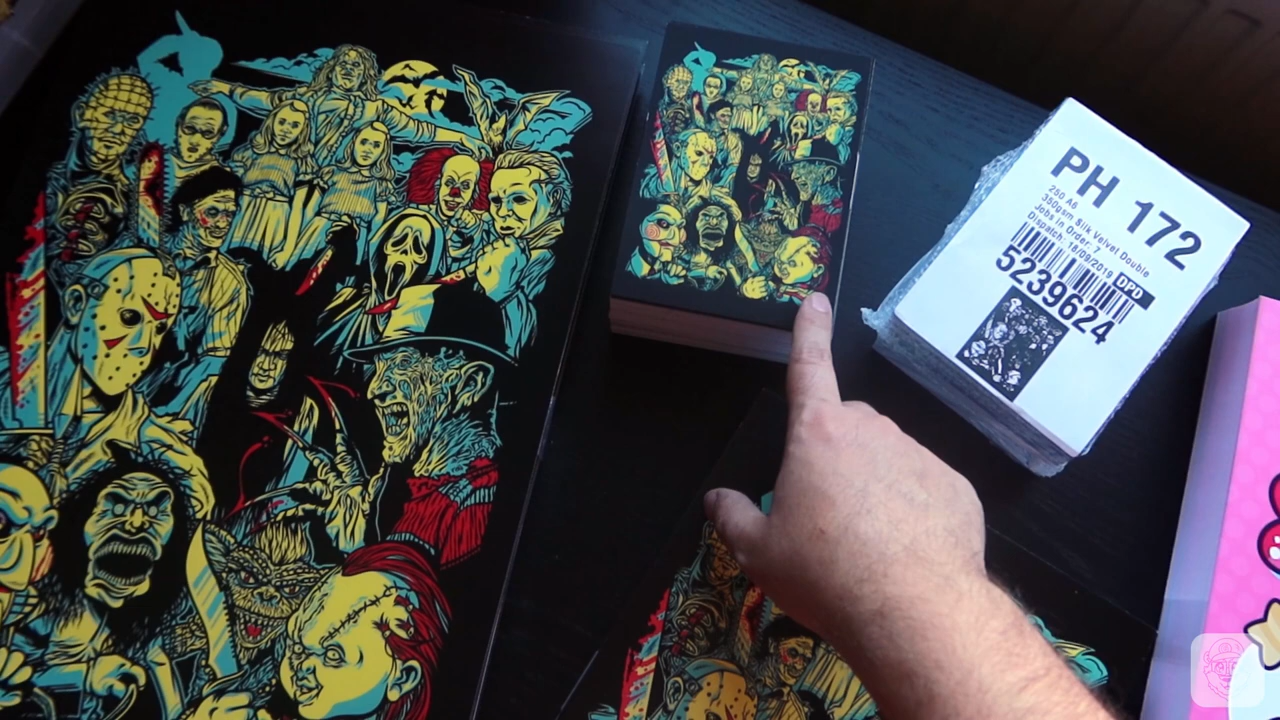 PH 172
250 A6
350gsm Silk Velvet Double
Jobs in Order: 7
Dispatch: 18/09/2019 DPD
5239624